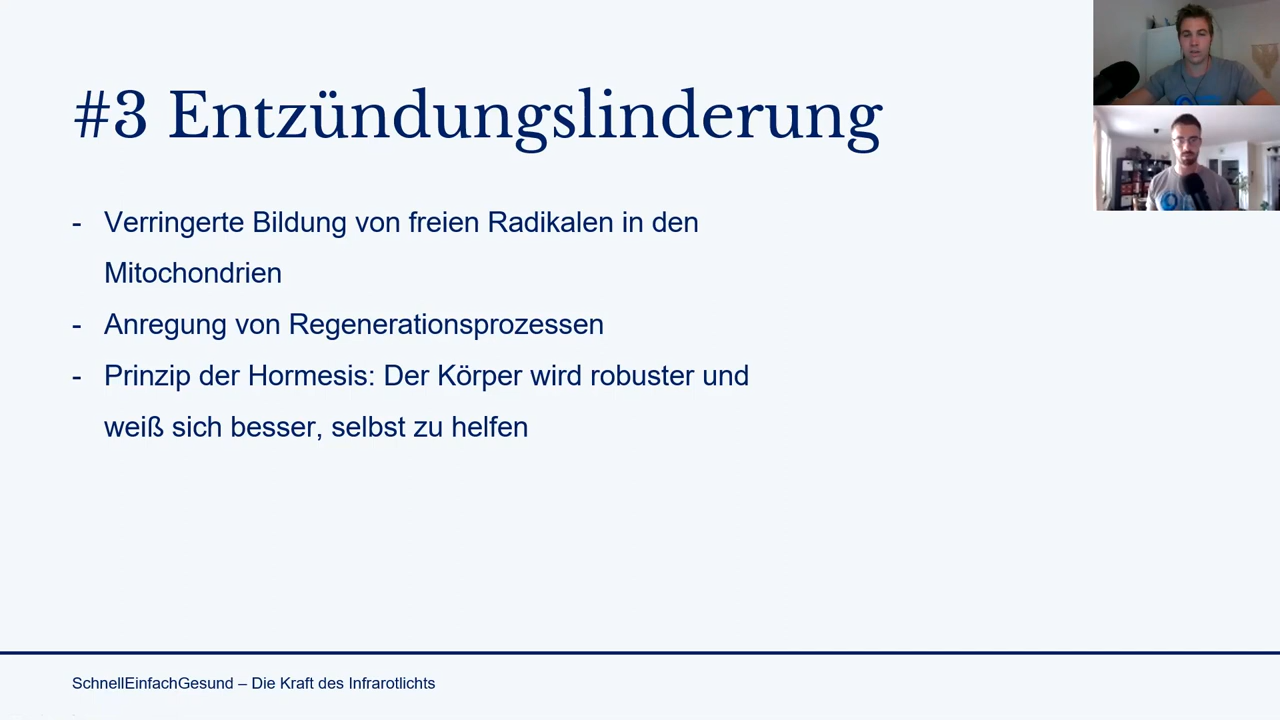 #3 Entzündungslinderung
- Verringerte Bildung von freien Radikalen in den
Mitochondrien
- Anregung von Regenerationsprozessen
- Prinzip der Hormesis: Der Körper wird robuster und
weiß sich besser, selbst zu helfen
SchnellEinfachGesund – Die Kraft des Infrarotlichts